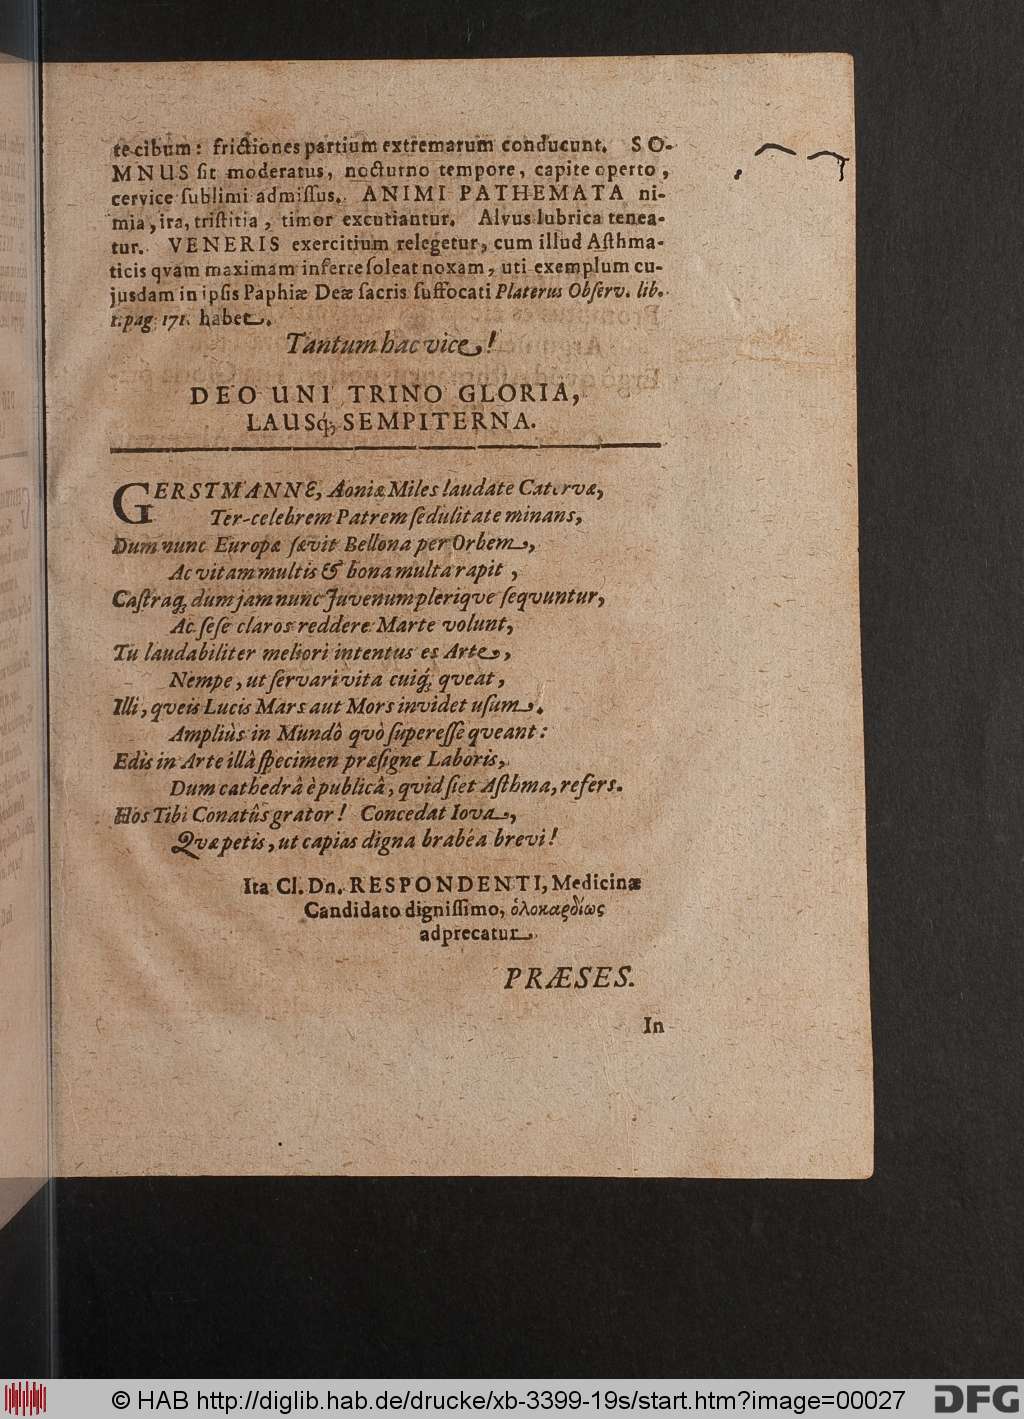 te cibum: frictiones partium extremarum conducunt. SO-
MNUS ſit moderatus, nocturno tempore, capite operto,
cervice ſublimi admiſſus. ANIMI PATHEMATA ni-
mia, ira, triſtitia, timor excutiantur. Alvus lubrica tenea-
tur. VENERIS exercitium relegetur, cum illud Aſthma-
ticis qvam maximam inferre ſoleat noxam, uti exemplum cu-
jusdam in ipſis Paphiæ Deæ ſacris ſuffocati Platerus Obſerv. lib.
1. pag. 171. habet.
Tantum hac vice!
DEO UNI TRINO GLORIA,
LAUSq́; SEMPITERNA.
GERSTMANNE, Aoniæ Miles laudate Catervæ,
Ter-celebrem Patrem ſedulitate minans,
Dum nunc Europæ ſævit Bellona per Orbem,
Ac vitam multis & bona multa rapit,
Caſtraq; dum jam nunc Juvenum plerique ſeqvuntur,
Ac ſeſe claros reddere Marte volunt,
Tu laudabiliter meliori intentus es Arte,
Nempe, ut ſervari vita cuiq́; qveat,
Illi, qveis Lucis Mars aut Mors invidet uſum.
Ampliùs in Mundô qvò ſupereſſe qveant:
Edis in Arte illâ ſpecimen præſigne Laboris,
Dum cathedrâ è publicâ, qvid ſiet Aſthma, refers.
Hos Tibi Conatûs grator! Concedat Iova,
Qvæ petis, ut capias digna brabéa brevi!
Ita Cl. Dn. RESPONDENTI, Medicinæ
Candidato digniſſimo, ὁλοκαρδίως
adprecatur
PRÆSES.
In
© HAB http://diglib.hab.de/drucke/xb-3399-19s/start.htm?image=00027
DFG